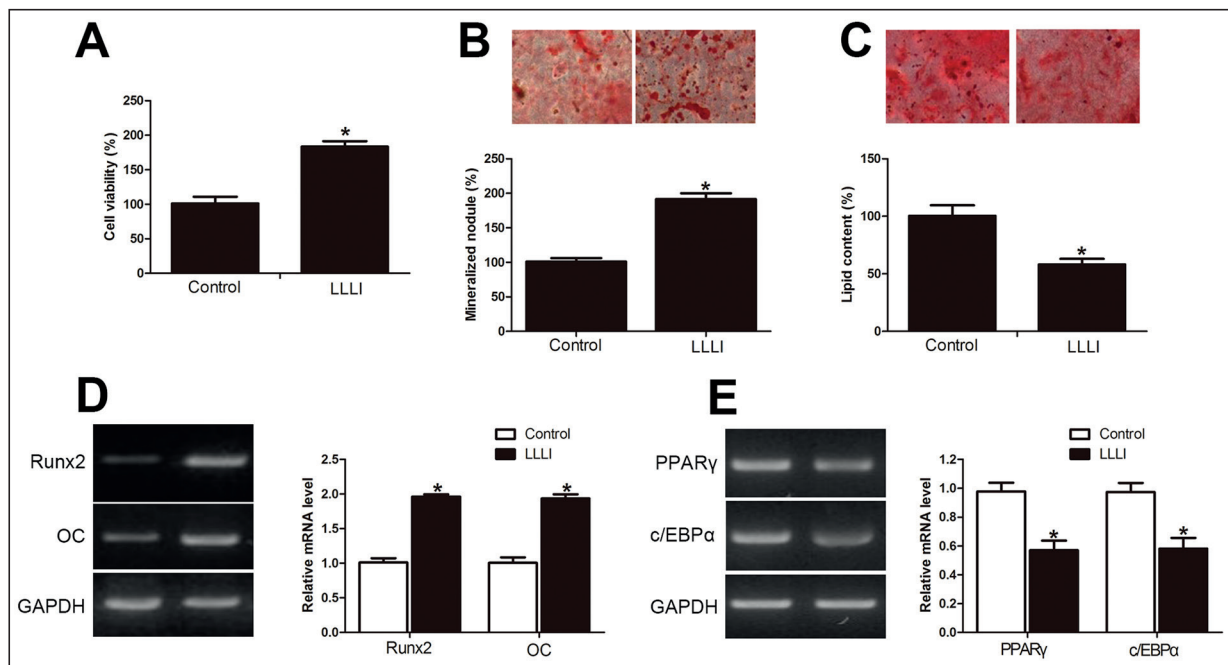 A
Cell viability (%)
250
200
150
100
50
0
*
Control LLLI
B
Mineralized nodule (%)
250
200
150
100
50
0
*
Control LLLI
C
Lipid content (%)
150
100
50
0
*
Control LLLI
D
Runx2
OC
GAPDH
Control
LLLI
Relative mRNA level
2.5
2.0
1.5
1.0
0.5
0.0
* *
Runx2 OC
E
PPARγ
c/EBPα
GAPDH
Control
LLLI
Relative mRNA level
1.2
1.0
0.8
0.6
0.4
0.2
0.0
* *
PPARγ c/EBPα